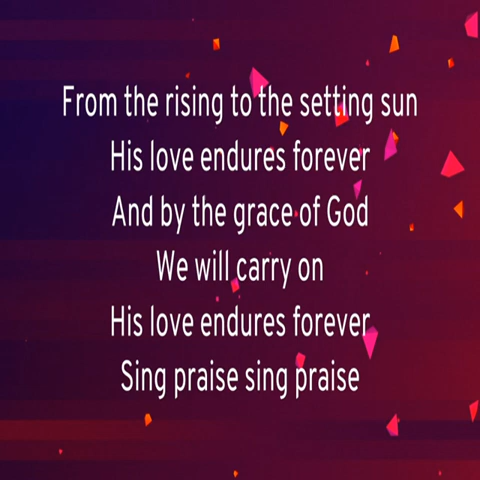 From the rising to the setting sun
His love endures forever
And by the grace of God
We will carry on
His love endures forever
Sing praise sing praise